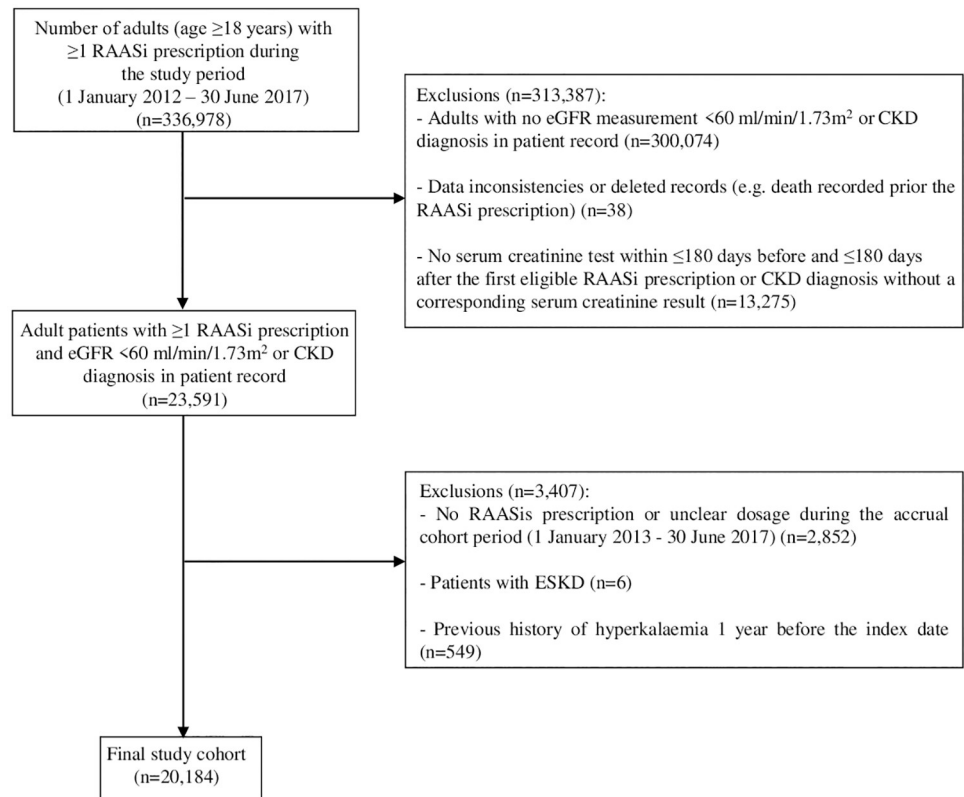 Number of adults (age ≥18 years) with
≥1 RAASi prescription during
the study period
(1 January 2012 – 30 June 2017)
(n=336,978)
Exclusions (n=313,387):
- Adults with no eGFR measurement <60 ml/min/1.73m² or CKD
diagnosis in patient record (n=300,074)
- Data inconsistencies or deleted records (e.g. death recorded prior the
RAASi prescription) (n=38)
- No serum creatinine test within ≤180 days before and ≤180 days
after the first eligible RAASi prescription or CKD diagnosis without a
corresponding serum creatinine result (n=13,275)
Adult patients with ≥1 RAASi prescription
and eGFR <60 ml/min/1.73m² or CKD
diagnosis in patient record
(n=23,591)
Exclusions (n=3,407):
- No RAASis prescription or unclear dosage during the accrual
cohort period (1 January 2013 - 30 June 2017) (n=2,852)
- Patients with ESKD (n=6)
- Previous history of hyperkalaemia 1 year before the index date
(n=549)
Final study cohort
(n=20,184)